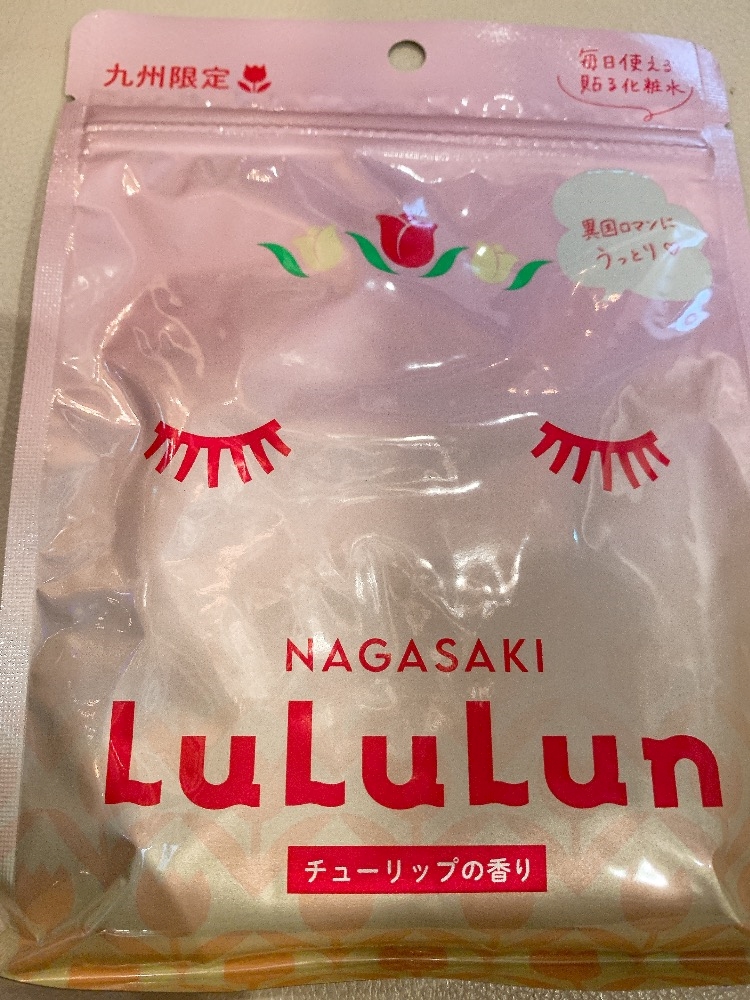 九州限定
毎日使える
貼る化粧水
異国ロマンに
うっとり♡
NAGASAKI
LuLuLun
チューリップの香り